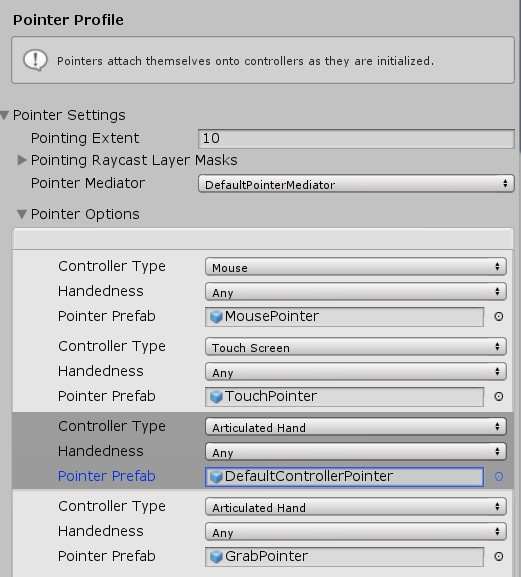 Pointer Profile
Pointers attach themselves onto controllers as they are initialized.
Pointer Settings
Pointing Extent 10
Pointing Raycast Layer Masks
Pointer Mediator DefaultPointerMediator
Pointer Options
Controller Type Mouse
Handedness Any
Pointer Prefab MousePointer
Controller Type Touch Screen
Handedness Any
Pointer Prefab TouchPointer
Controller Type Articulated Hand
Handedness Any
Pointer Prefab DefaultControllerPointer
Controller Type Articulated Hand
Handedness Any
Pointer Prefab GrabPointer